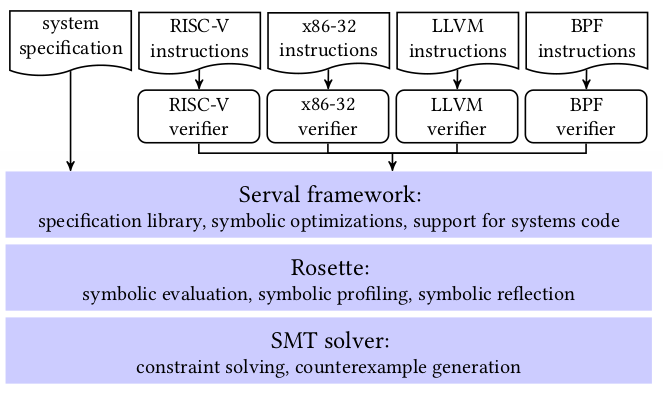 system
specification
RISC-V
instructions
x86-32
instructions
LLVM
instructions
BPF
instructions
RISC-V
verifier
x86-32
verifier
LLVM
verifier
BPF
verifier
Serval framework:
specification library, symbolic optimizations, support for systems code
Rosette:
symbolic evaluation, symbolic profiling, symbolic reflection
SMT solver:
constraint solving, counterexample generation